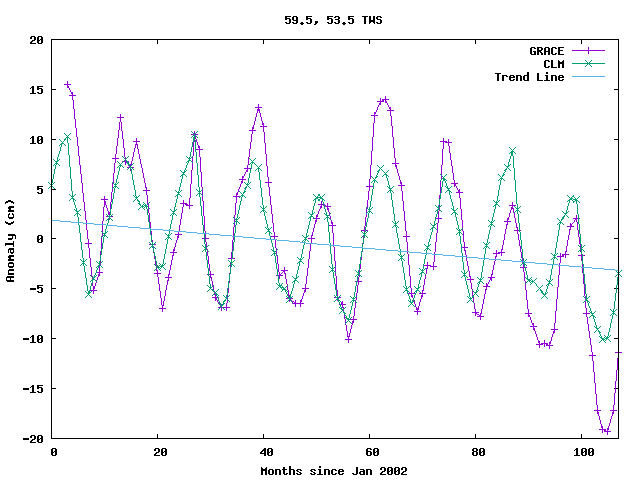 59.5, 53.5 TWS
GRACE
CLM
Trend Line
20
15
10
5
0
-5
-10
-15
-20
Anomaly (cm)
0 20 40 60 80 100
Months since Jan 2002